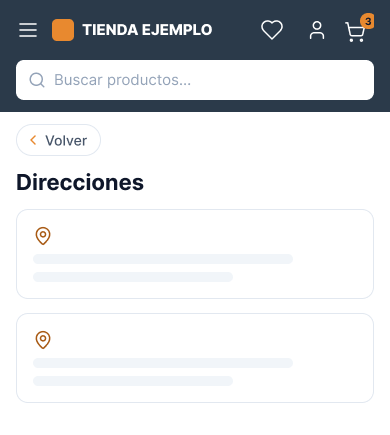 TIENDA EJEMPLO
3
Buscar productos...
Volver
Direcciones